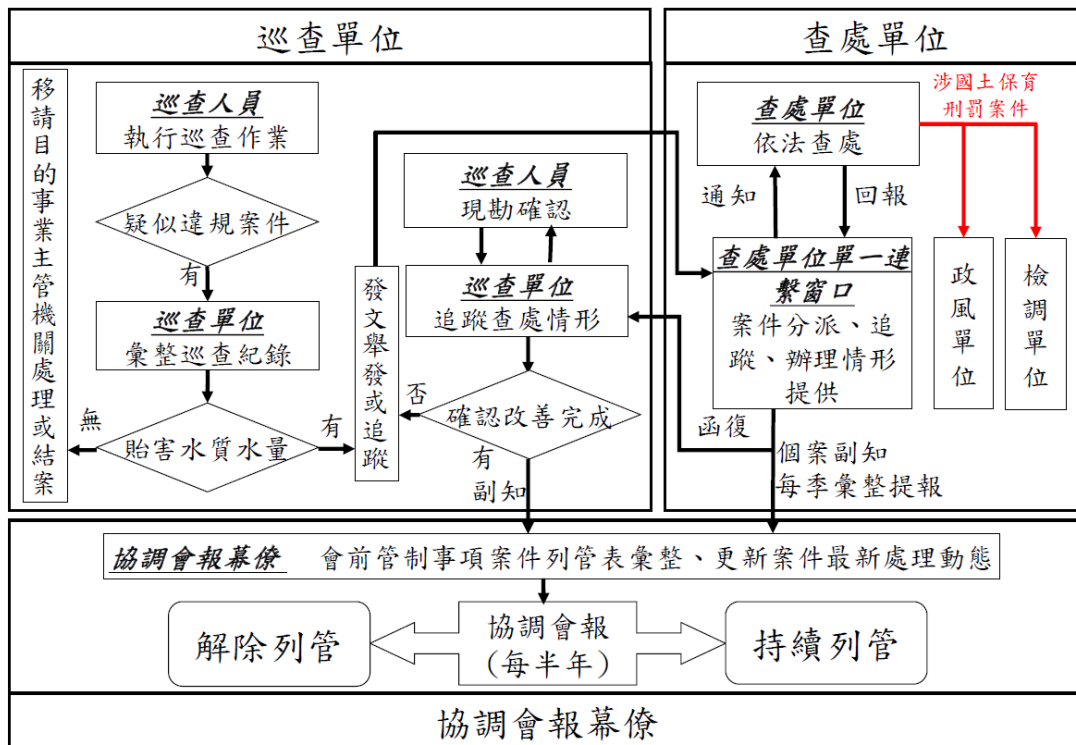 巡查單位
移請目的事業主管機關處理或結案
巡查人員
執行巡查作業
疑似違規案件
有
巡查單位
彙整巡查紀錄
無
貽害水質水量
有
發文舉發或追蹤
巡查人員
現勘確認
巡查單位
追蹤查處情形
否
確認改善完成
有
副知
查處單位
查處單位
依法查處
涉國土保育
刑罰案件
通知
回報
查處單位單一連
繫窗口
案件分派、追
蹤、辦理情形
提供
政風單位
檢調單位
函復
個案副知
每季彙整提報
協調會報幕僚 會前管制事項案件列管表彙整、更新案件最新處理動態
解除列管
協調會報
(每半年)
持續列管
協調會報幕僚